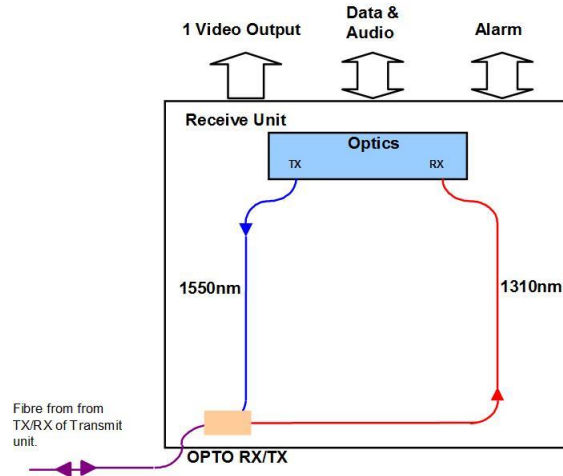 1 Video Output
Data &
Audio
Alarm
Receive Unit
Optics
TX
RX
1550nm
1310nm
Fibre from from
TX/RX of Transmit
unit.
OPTO RX/TX